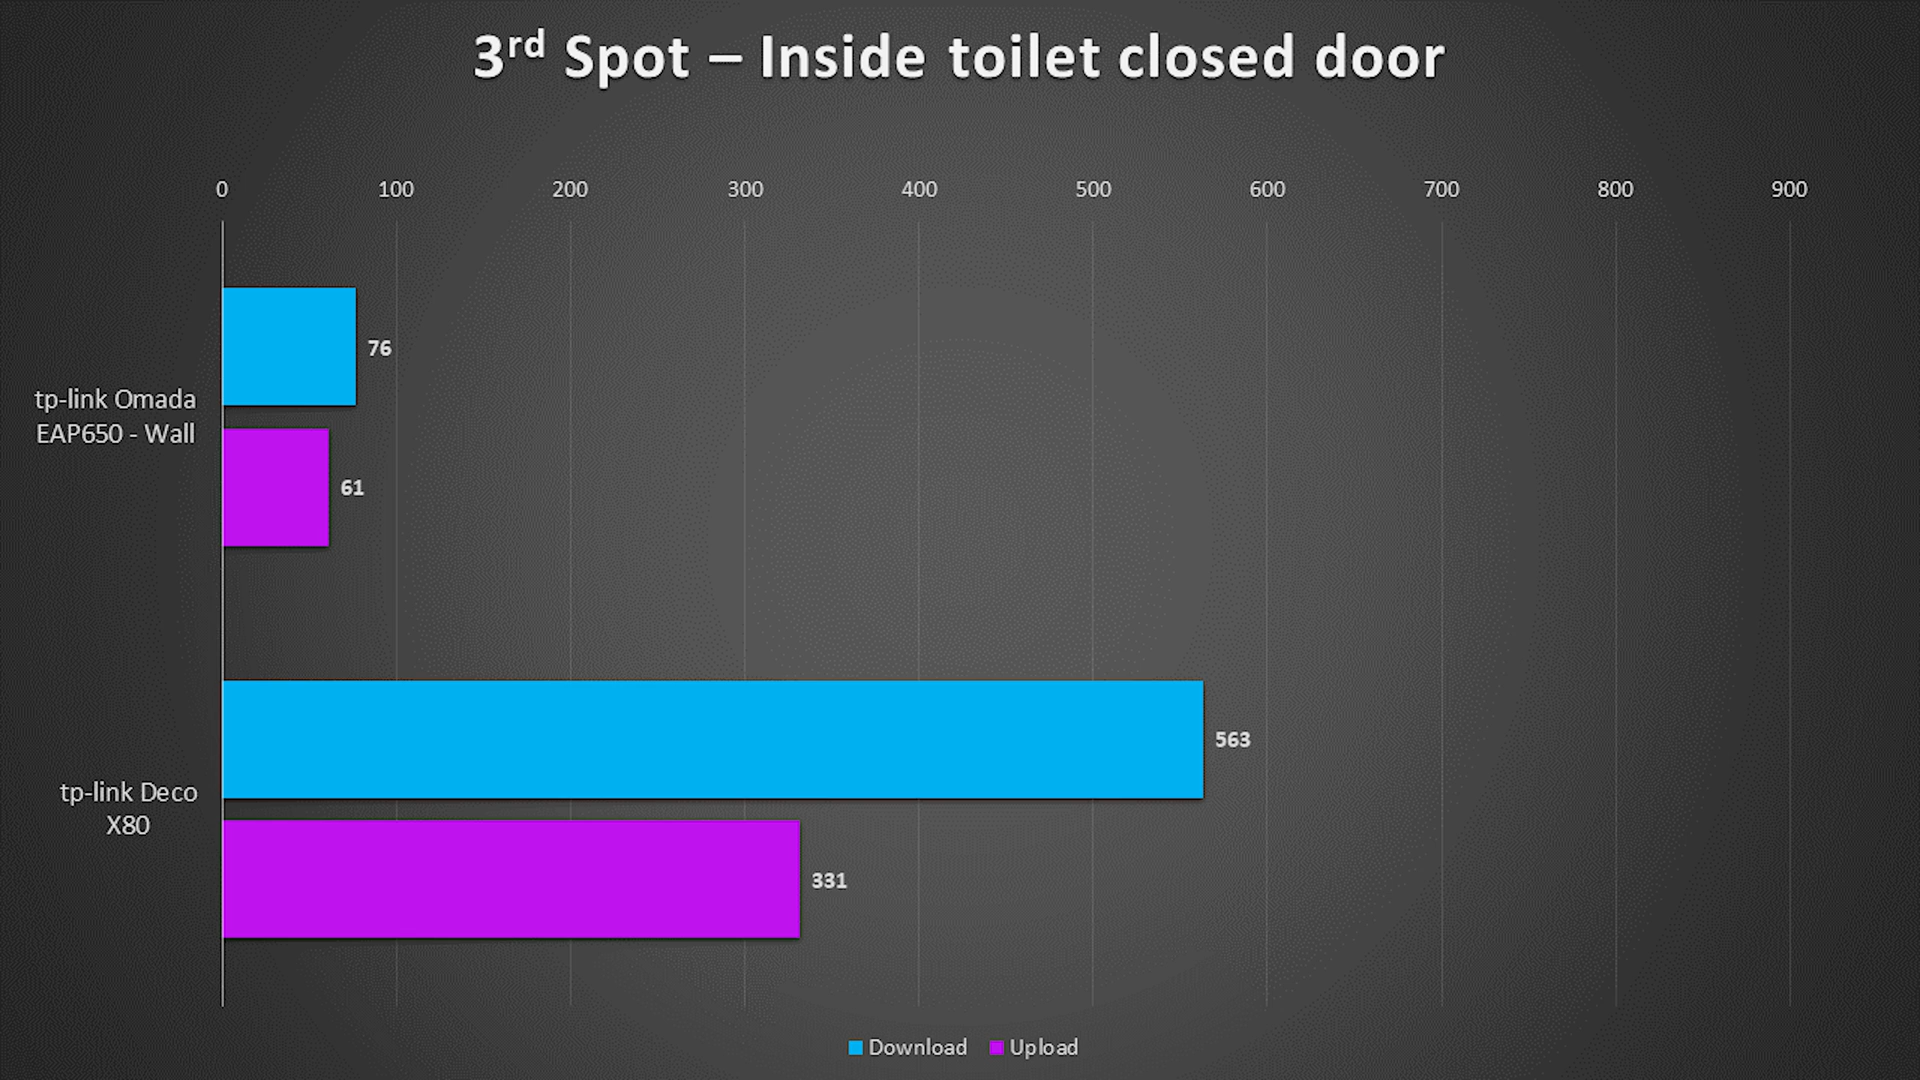 3rd Spot – Inside toilet closed door
0 100 200 300 400 500 600 700 800 900
76
tp-link Omada
EAP650 - Wall
61
563
tp-link Deco
X80
331
Download Upload